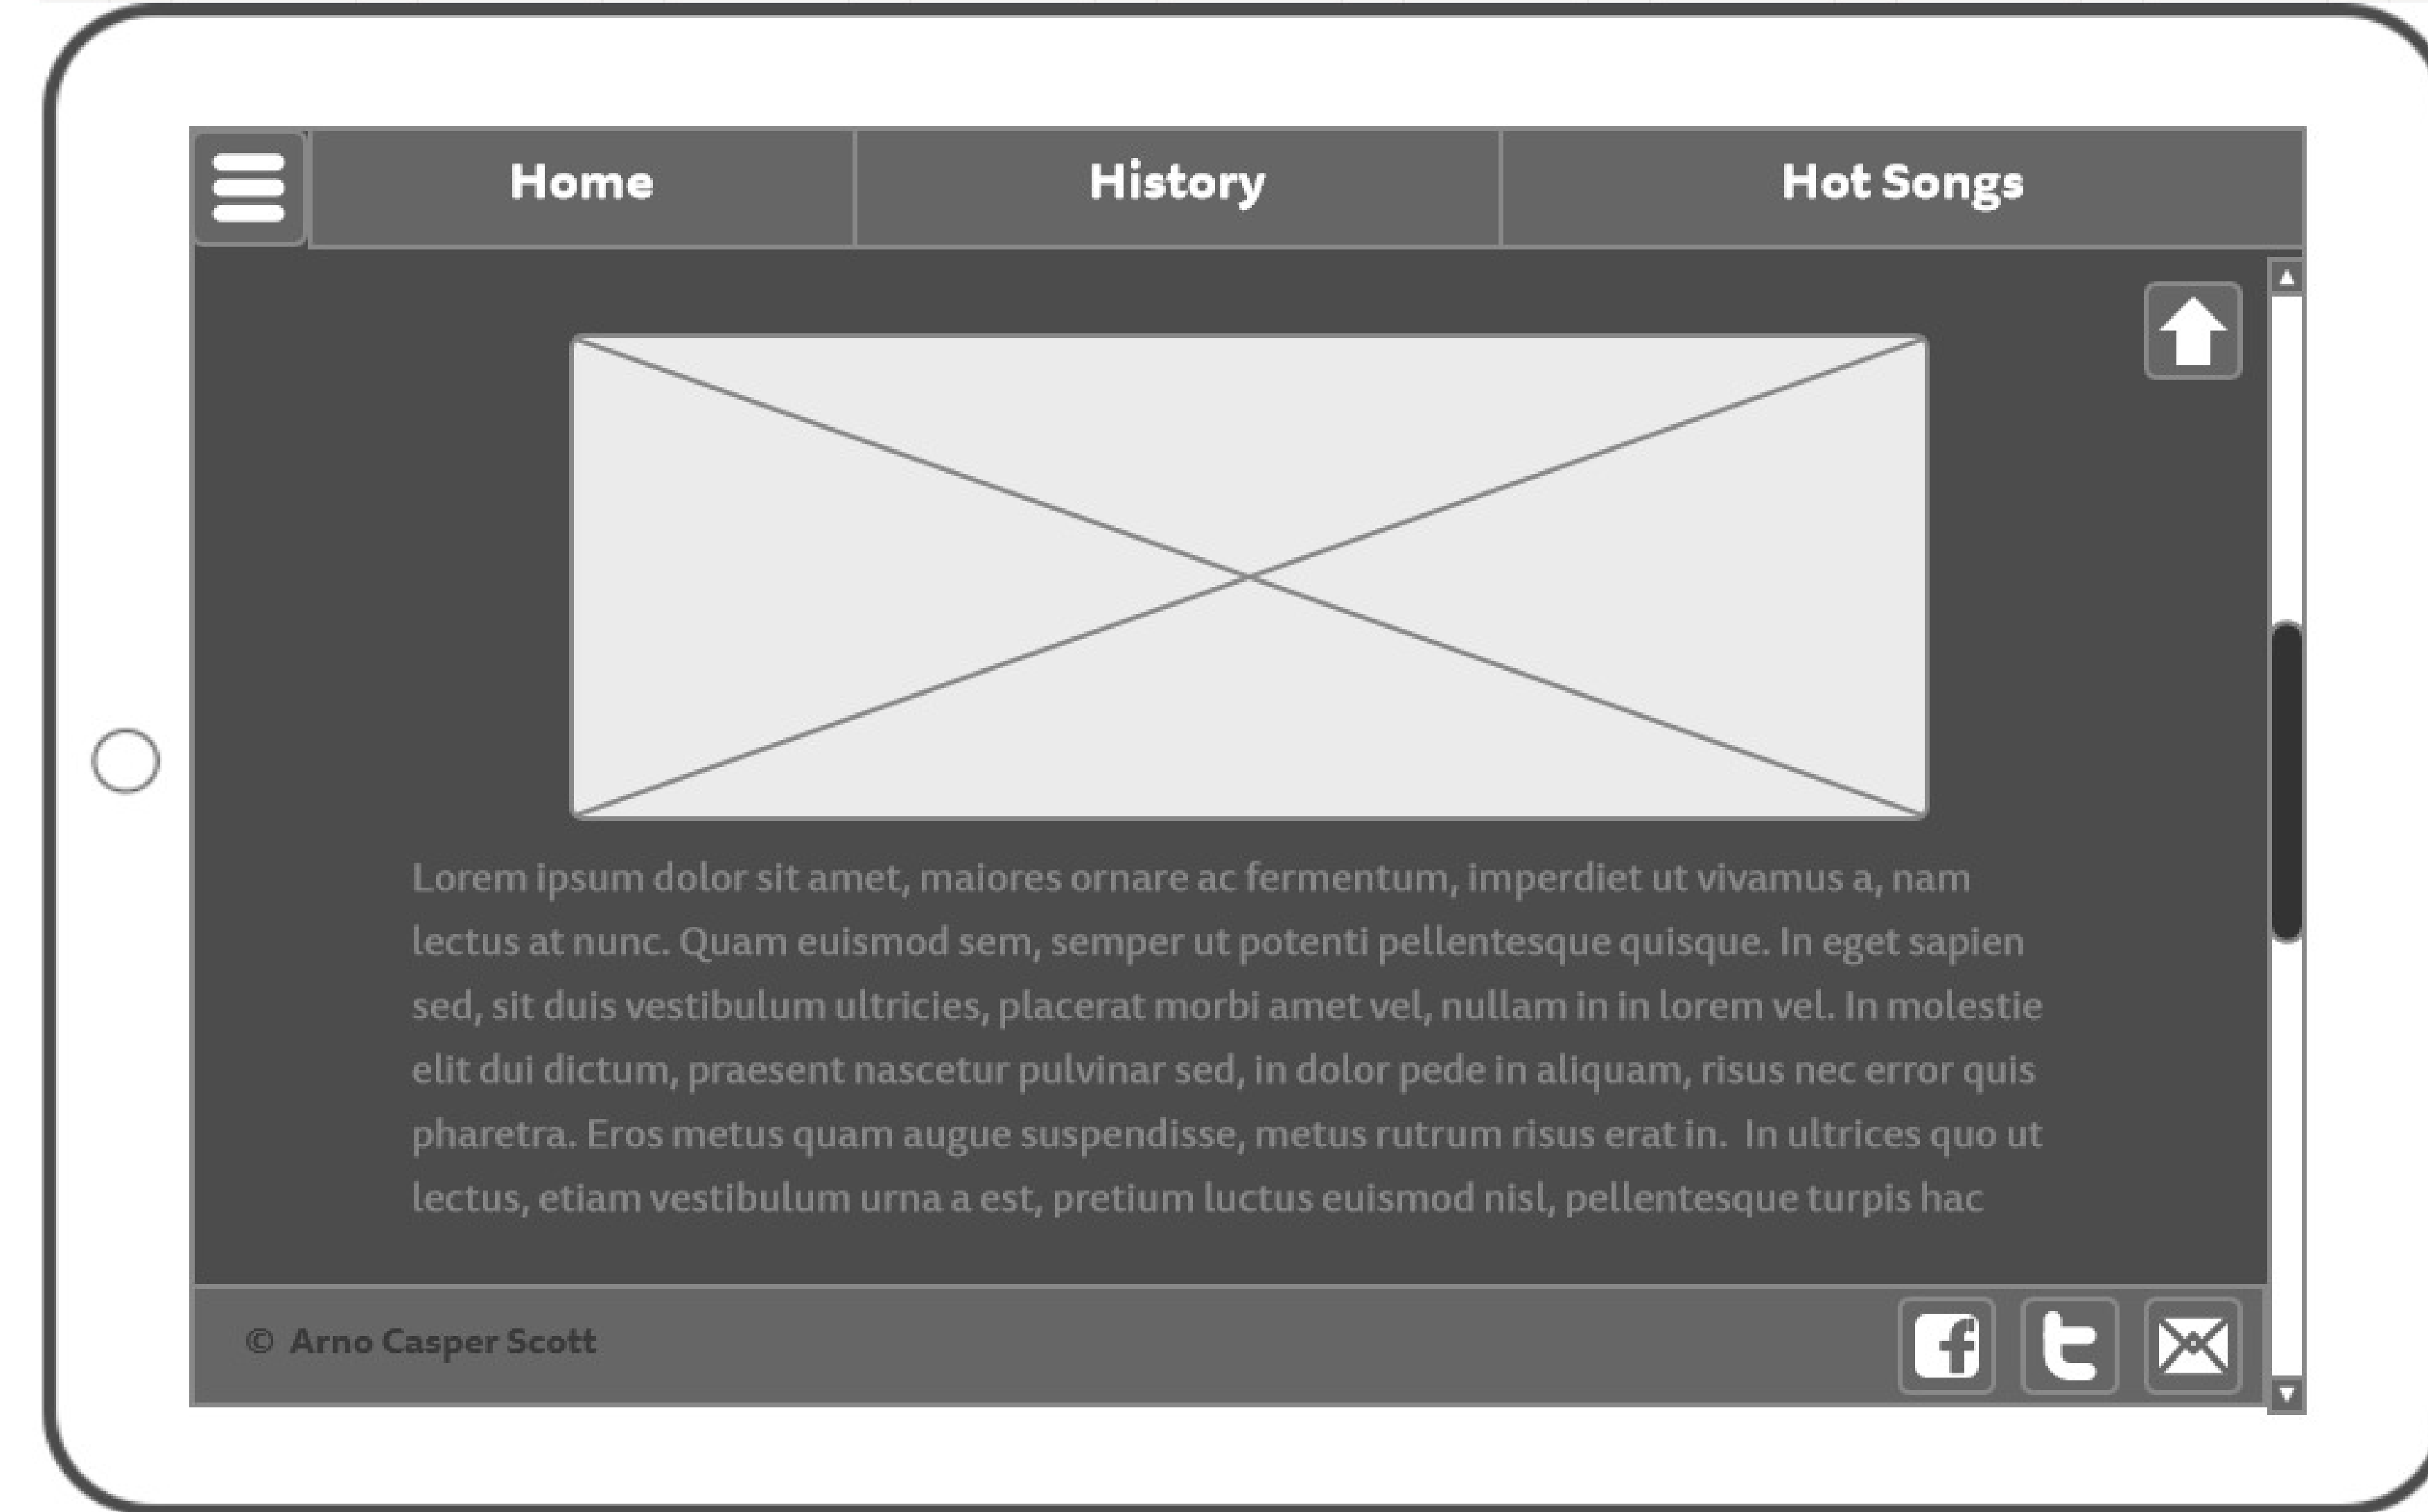 Home
History
Hot Songs
Lorem ipsum dolor sit amet, maiores ornare ac fermentum, imperdiet ut vivamus a, nam
lectus at nunc. Quam euismod sem, semper ut potenti pellentesque quisque. In eget sapien
sed, sit duis vestibulum ultricies, placerat morbi amet vel, nullam in in lorem vel. In molestie
elit dui dictum, praesent nascetur pulvinar sed, in dolor pede in aliquam, risus nec error quis
pharetra. Eros metus quam augue suspendisse, metus rutrum risus erat in.  In ultrices quo ut
lectus, etiam vestibulum urna a est, pretium luctus euismod nisl, pellentesque turpis hac
© Arno Casper Scott